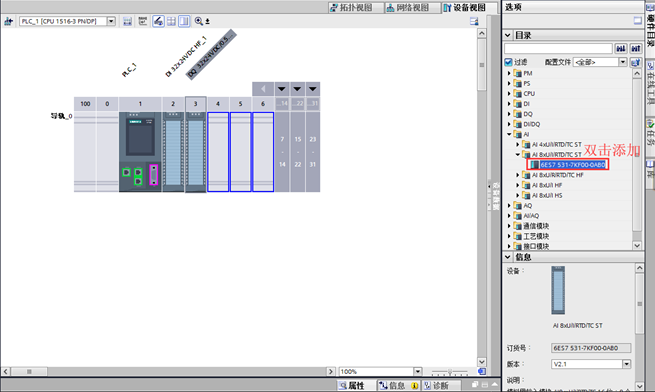 拓扑视图
网络视图
设备视图
PLC_1 [CPU 1516-3 PN/DP]
PLC_1
DI 32x24VDC HF_1
DQ 32x24VDC/0.5...
100 0 1 2 3 4 5 6
...14 ...22 ...31
导轨_0
7 15 23
- - -
14 22 31
100%
属性
信息
诊断
选项
目录
过滤
配置文件 <全部>
PM
PS
CPU
DI
DQ
DI/DQ
AI
AI 4xU/I/RTD/TC ST
AI 8xU/I/RTD/TC ST
6ES7 531-7KF00-0AB0
双击添加
AI 8xU/R/RTD/TC HF
AI 8xU/I HF
AI 8xU/I HS
AQ
AI/AQ
通信模块
工艺模块
接口模块
信息
设备：
AI 8xU/I/RTD/TC ST
订货号：
6ES7 531-7KF00-0AB0
版本：
V2.1
说明：
硬件目录
在线工具
任务
库